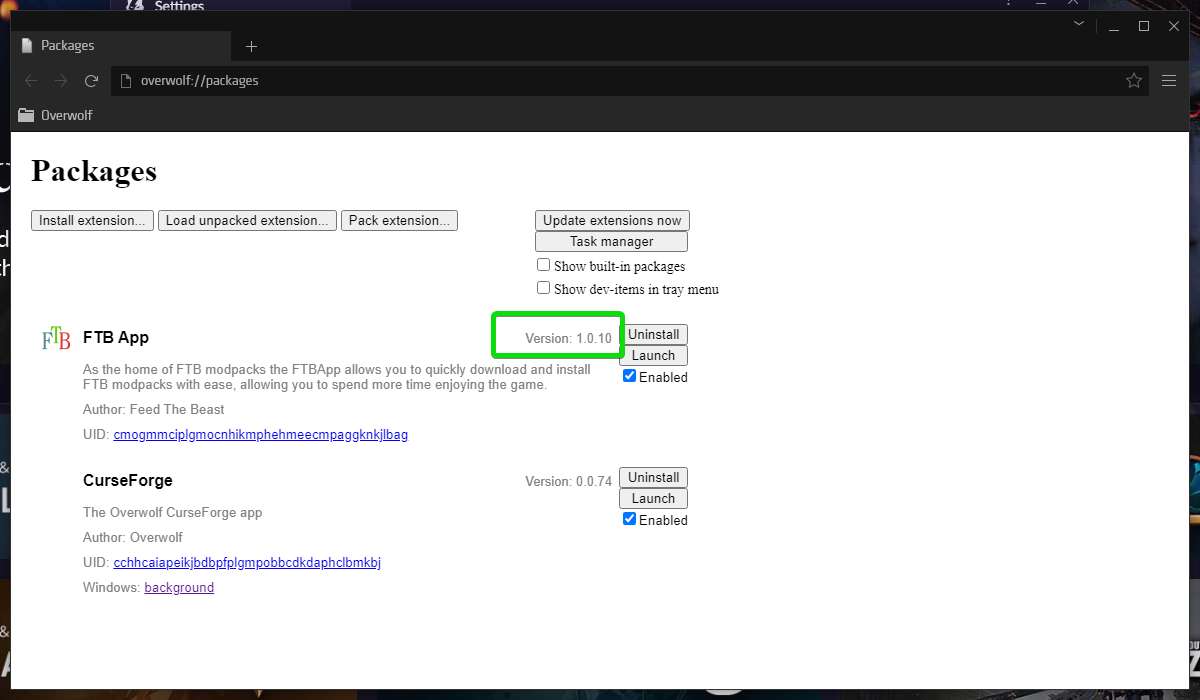 Settings
Packages
overwolf://packages
Overwolf
Packages
Install extension... Load unpacked extension... Pack extension... Update extensions now
Task manager
Show built-in packages
Show dev-items in tray menu
FTB FTB App Version: 1.0.10 Uninstall
Launch
As the home of FTB modpacks the FTBApp allows you to quickly download and install
Enabled
FTB modpacks with ease, allowing you to spend more time enjoying the game.
Author: Feed The Beast
UID: cmogmmciplgmocnhikmphehmeecmpaggknkjlbag
CurseForge Version: 0.0.74 Uninstall
Launch
The Overwolf CurseForge app
Enabled
Author: Overwolf
UID: cchhcaiapeikjbdbpfplgmpobbcdkdaphclbmkbj
Windows: background